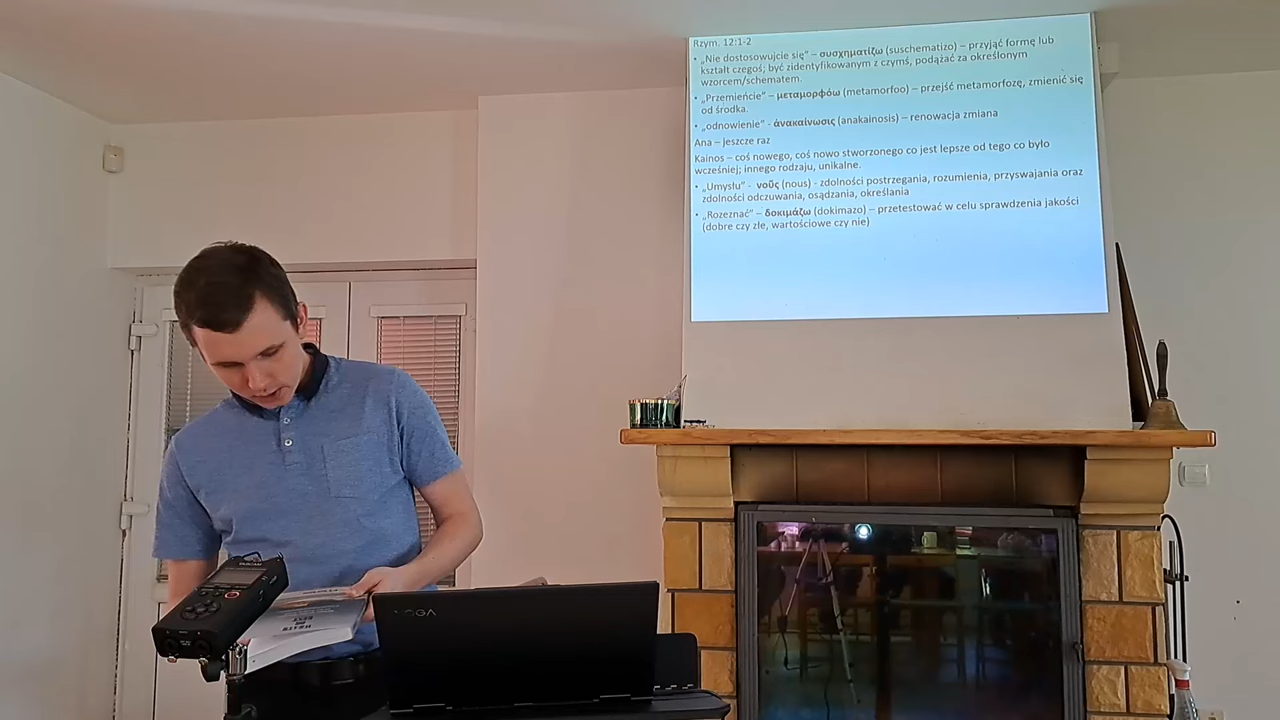 Rzym. 12:1-2
• „Nie dostosowujcie się” – συσχηματίζω (suschematizo) – przyjąć formę lub
kształt czegoś; być zidentyfikowanym z czymś, podążać za określonym
wzorcem/schematem.
• „Przemieńcie” – μεταμορφόω (metamorfoo) – przejść metamorfozę, zmienić się
od środka.
• „odnowienie” - ἀνακαίνωσις (anakainosis) – renowacja zmiana
Ana – jeszcze raz
Kainos – coś nowego, coś nowo stworzonego co jest lepsze od tego co było
wcześniej; innego rodzaju, unikalne.
• „Umysłu” - νοῦς (nous) - zdolności postrzegania, rozumienia, przyswajania oraz
zdolności odczuwania, osądzania, określania
• „Rozeznać” – δοκιμάζω (dokimazo) – przetestować w celu sprawdzenia jakości
(dobre czy złe, wartościowe czy nie)
TASCAM
YOGA